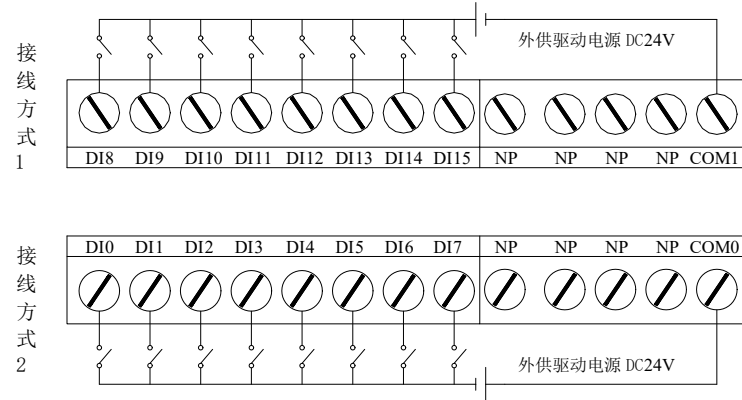 外供驱动电源 DC24V
接线方式1
DI8 DI9 DI10 DI11 DI12 DI13 DI14 DI15 NP NP NP NP COM1
DI0 DI1 DI2 DI3 DI4 DI5 DI6 DI7 NP NP NP NP COM0
接线方式2
外供驱动电源 DC24V